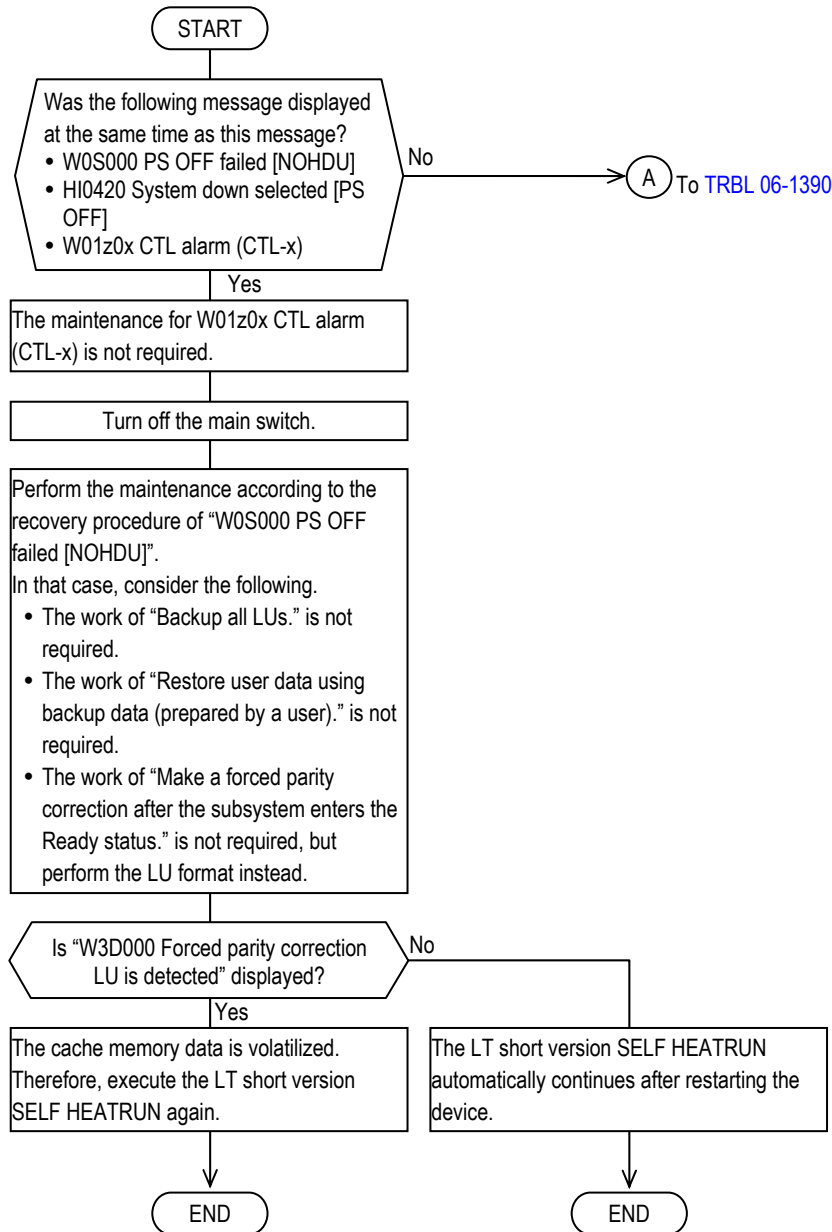 START
Was the following message displayed
at the same time as this message?
• W0S000 PS OFF failed [NOHDU]
• HI0420 System down selected [PS
OFF]
• W01z0x CTL alarm (CTL-x)
No
A
To TRBL 06-1390
Yes
The maintenance for W01z0x CTL alarm
(CTL-x) is not required.
Turn off the main switch.
Perform the maintenance according to the
recovery procedure of “W0S000 PS OFF
failed [NOHDU]”.
In that case, consider the following.
• The work of “Backup all LUs.” is not
required.
• The work of “Restore user data using
backup data (prepared by a user).” is not
required.
• The work of “Make a forced parity
correction after the subsystem enters the
Ready status.” is not required, but
perform the LU format instead.
Is “W3D000 Forced parity correction
LU is detected” displayed?
No
Yes
The cache memory data is volatilized.
Therefore, execute the LT short version
SELF HEATRUN again.
The LT short version SELF HEATRUN
automatically continues after restarting the
device.
END
END